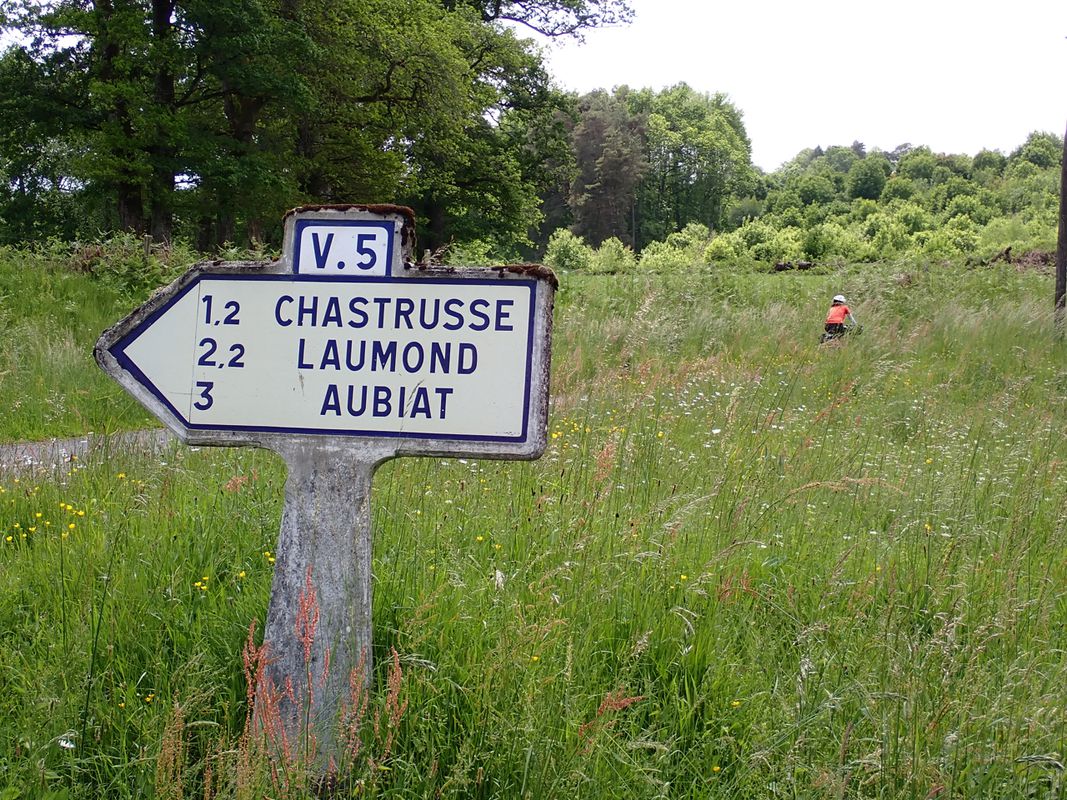 V. 5
1,2 CHASTRUSSE
2,2 LAUMOND
3 AUBIAT